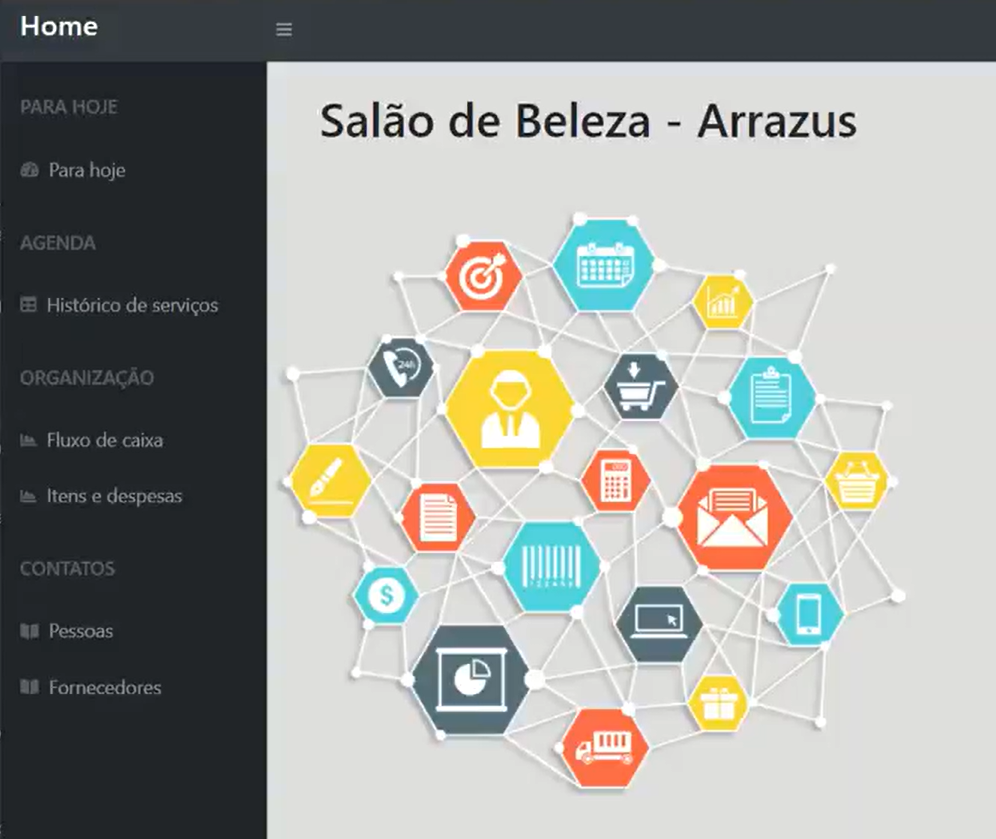 Home
PARA HOJE
Para hoje
AGENDA
Histórico de serviços
ORGANIZAÇÃO
Fluxo de caixa
Itens e despesas
CONTATOS
Pessoas
Fornecedores
Salão de Beleza - Arrazus
24h
$